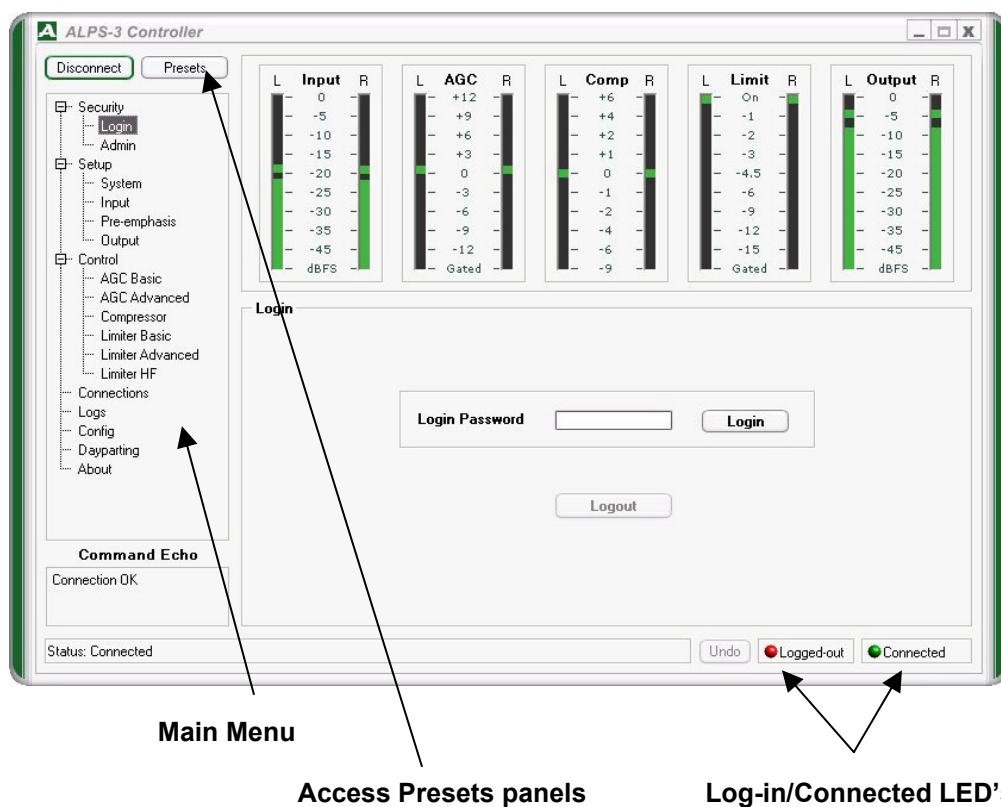 ALPS-3 Controller
Disconnect Presets
Security
Login
Admin
Setup
System
Input
Pre-emphasis
Output
Control
AGC Basic
AGC Advanced
Compressor
Limiter Basic
Limiter Advanced
Limiter HF
Connections
Logs
Config
Dayparting
About
Command Echo
Connection OK
L Input R
0
-5
-10
-15
-20
-25
-30
-35
-45
dBFS
L AGC R
+12
+9
+6
+3
0
-3
-6
-9
-12
Gated
L Comp R
+6
+4
+2
+1
0
-1
-2
-4
-6
-9
L Limit R
On
-1
-2
-3
-4.5
-6
-9
-12
-15
Gated
L Output R
0
-5
-10
-15
-20
-25
-30
-35
-45
dBFS
Login
Login Password Login
Logout
Status: Connected Undo Logged-out Connected
Main Menu
Access Presets panels Log-in/Connected LED'